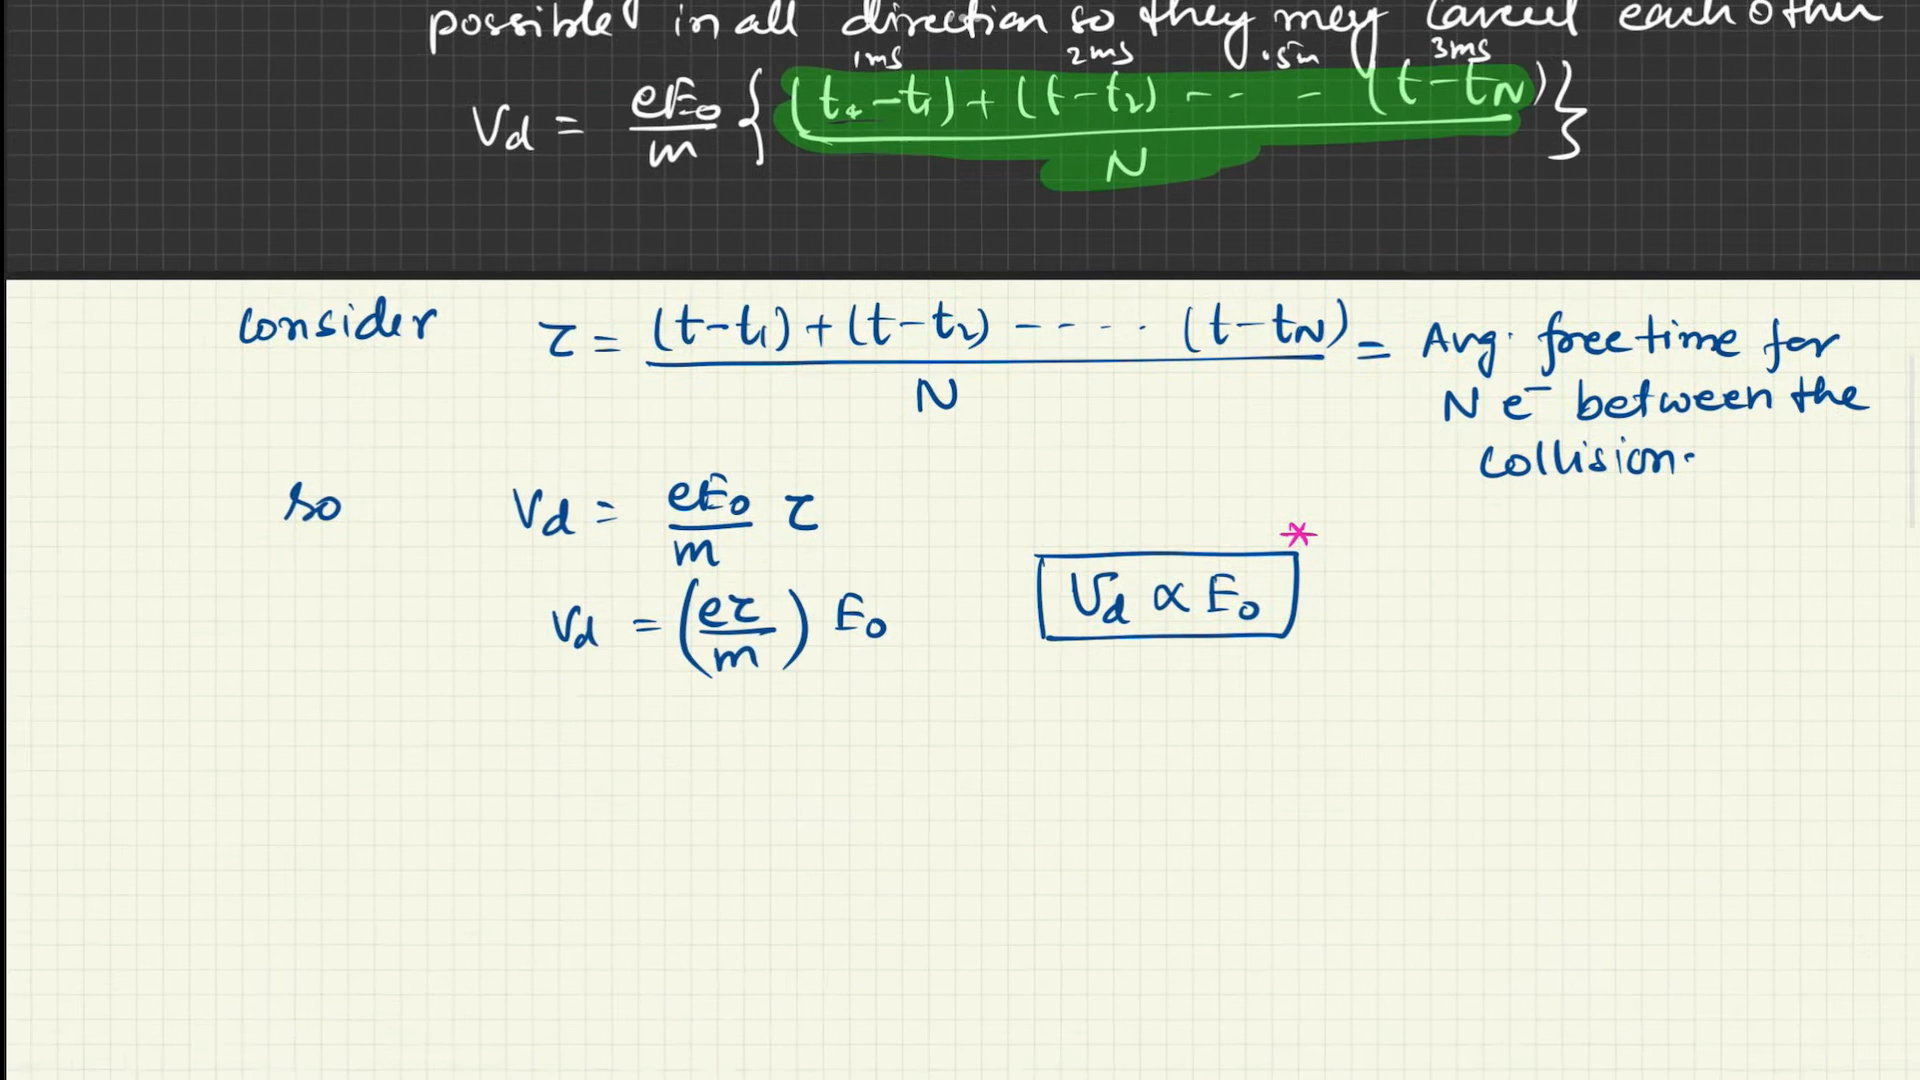 possible in all direction so they may cancel each other
1ms 2ms .5m 3ms
Vd = eE₀/m { (t - t₁) + (t - t₂) - - - - (t - tN) / N }
consider τ = (t - t₁) + (t - t₂) - - - - . (t - tN) / N = Avg. free time for
N e⁻ between the
collision.
so Vd = eE₀/m τ
*
Vd = (eτ/m) E₀
Vd ∝ E₀